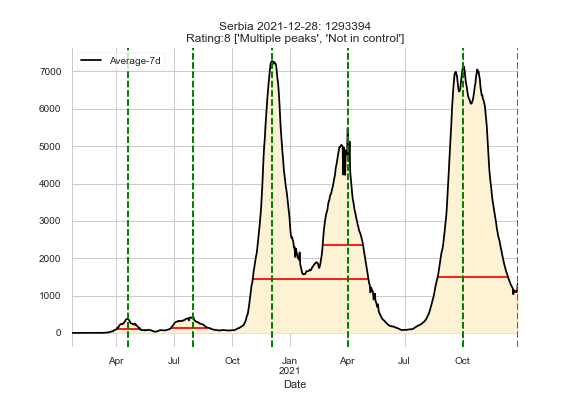 Serbia 2021-12-28: 1293394
Rating:8 ['Multiple peaks', 'Not in control']
Average-7d
7000
6000
5000
4000
3000
2000
1000
0
Apr Jul Oct Jan Apr Jul Oct
2021
Date